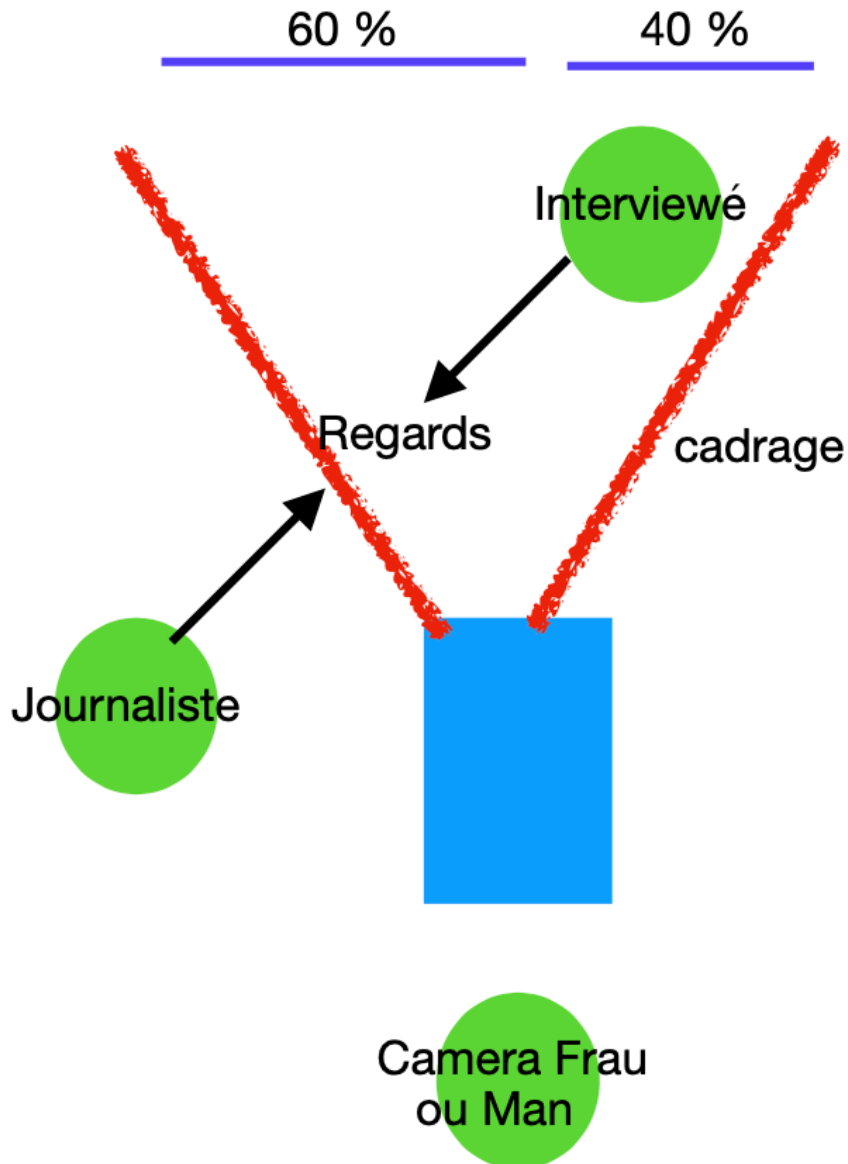 60 %
40 %
Interviewé
Regards
cadrage
Journaliste
Camera Frau
ou Man